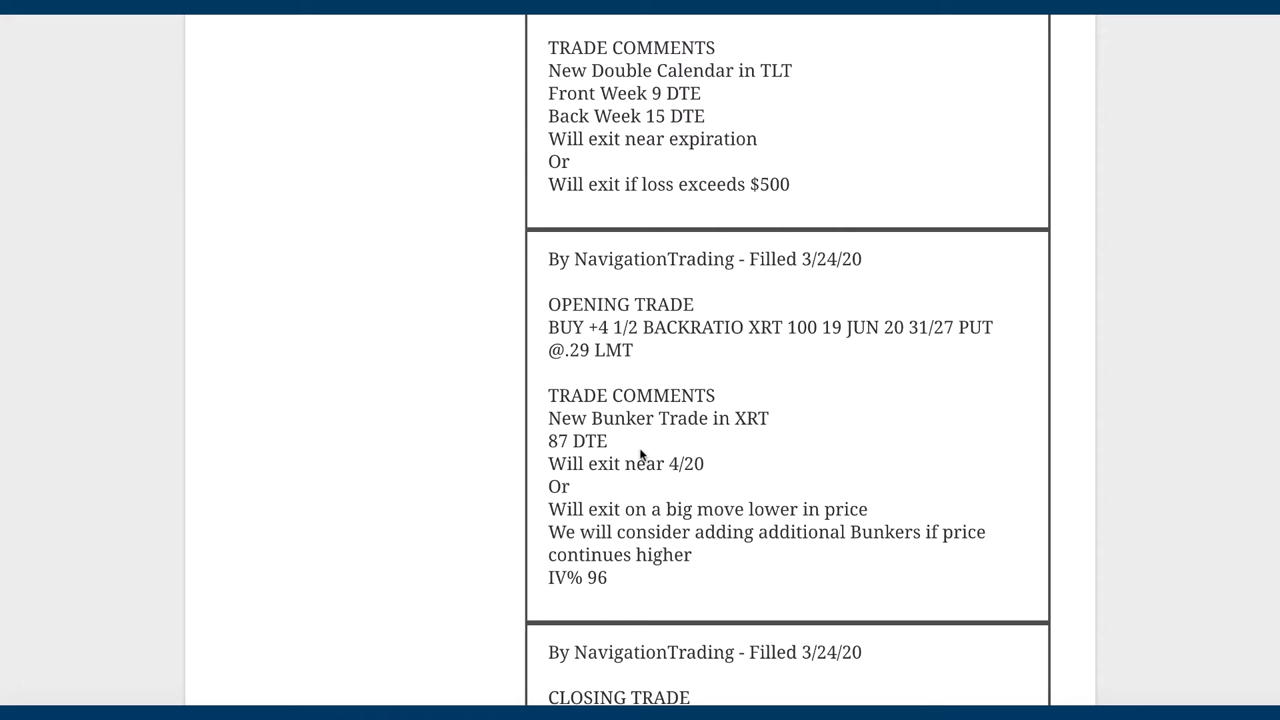 TRADE COMMENTS
New Double Calendar in TLT
Front Week 9 DTE
Back Week 15 DTE
Will exit near expiration
Or
Will exit if loss exceeds $500
By NavigationTrading - Filled 3/24/20
OPENING TRADE
BUY +4 1/2 BACKRATIO XRT 100 19 JUN 20 31/27 PUT
@.29 LMT
TRADE COMMENTS
New Bunker Trade in XRT
87 DTE
Will exit near 4/20
Or
Will exit on a big move lower in price
We will consider adding additional Bunkers if price
continues higher
IV% 96
By NavigationTrading - Filled 3/24/20
CLOSING TRADE